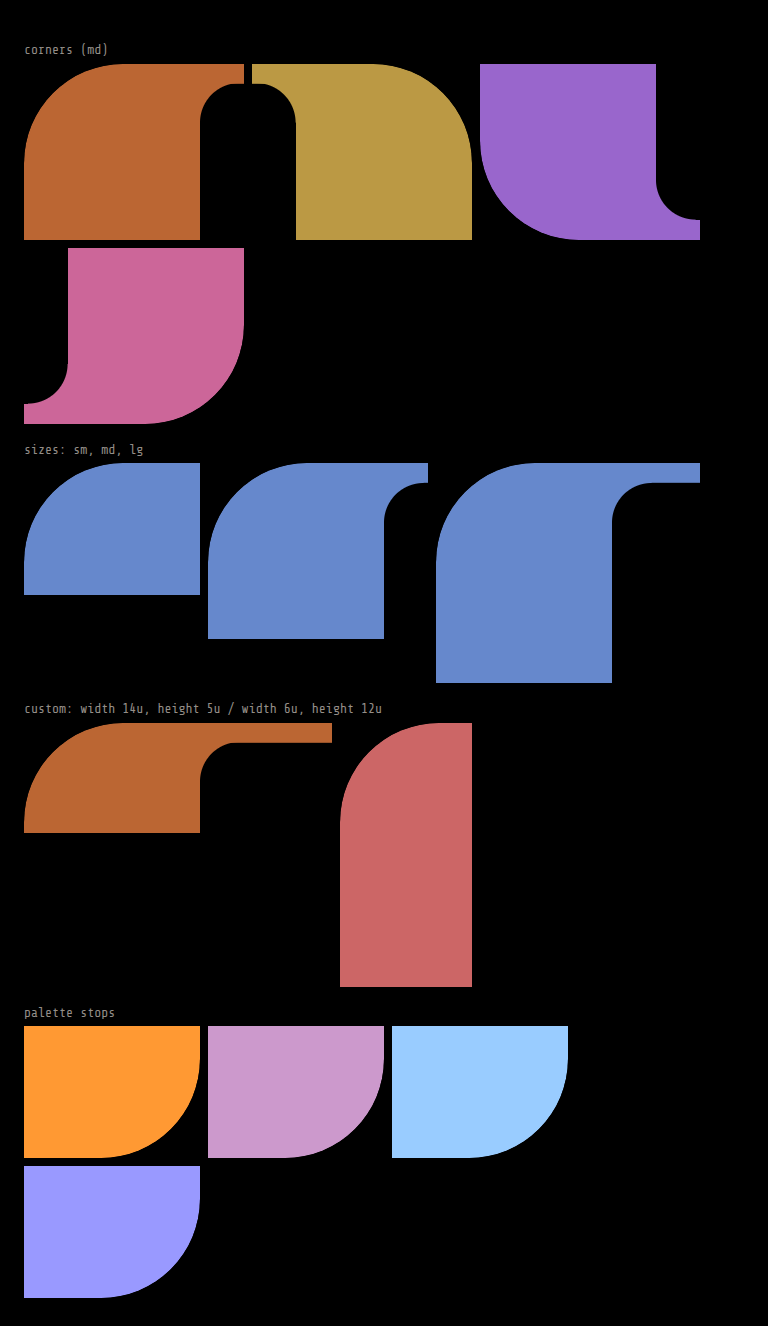 corners (md)
sizes: sm, md, lg
custom: width 14u, height 5u / width 6u, height 12u
palette stops